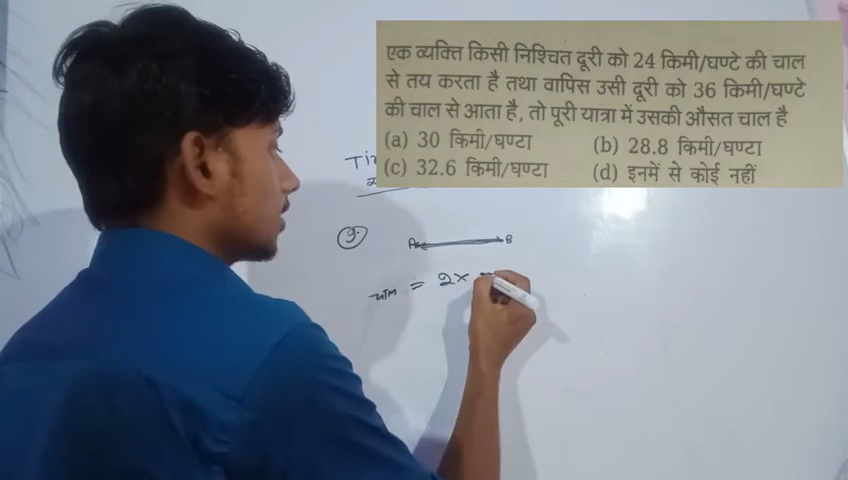 एक व्यक्ति किसी निश्चित दूरी को 24 किमी/घण्टे की चाल
से तय करता है तथा वापिस उसी दूरी को 36 किमी/घण्टे
की चाल से आता है, तो पूरी यात्रा में उसकी औसत चाल है
(a) 30 किमी/घण्टा (b) 28.8 किमी/घण्टा
(c) 32.6 किमी/घण्टा (d) इनमें से कोई नहीं
A B
चाल = 2x